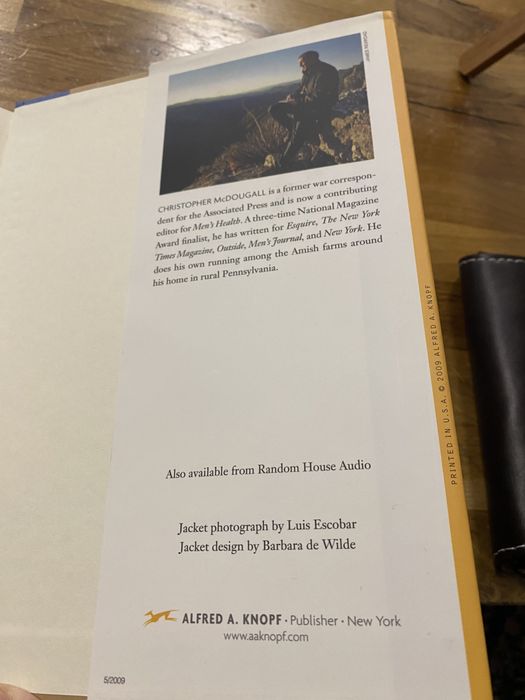 CHRISTOPHER McDOUGALL is a former war correspon-
dent for the Associated Press and is now a contributing
editor for Men's Health. A three-time National Magazine
Award finalist, he has written for Esquire, The New York
Times Magazine, Outside, Men's Journal, and New York. He
does his own running among the Amish farms around
his home in rural Pennsylvania.
Also available from Random House Audio
Jacket photograph by Luis Escobar
Jacket design by Barbara de Wilde
ALFRED A. KNOPF · Publisher · New York
www.aaknopf.com
5/2009
PRINTED IN U.S.A. © 2009 ALFRED A. KNOPF